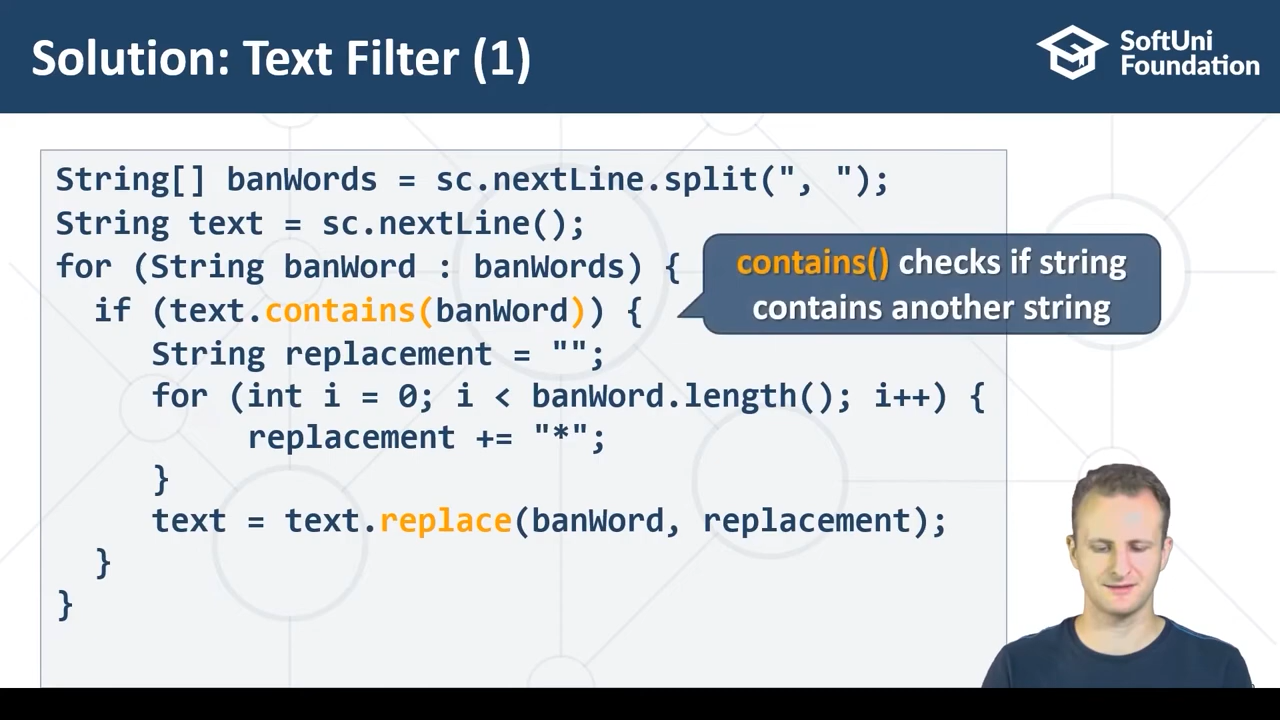 Solution: Text Filter (1)
SoftUni
Foundation
String[] banWords = sc.nextLine.split(", ");
String text = sc.nextLine();
for (String banWord : banWords) {
if (text.contains(banWord)) {
contains() checks if string
contains another string
String replacement = "";
for (int i = 0; i < banWord.length(); i++) {
replacement += "*";
}
text = text.replace(banWord, replacement);
}
}